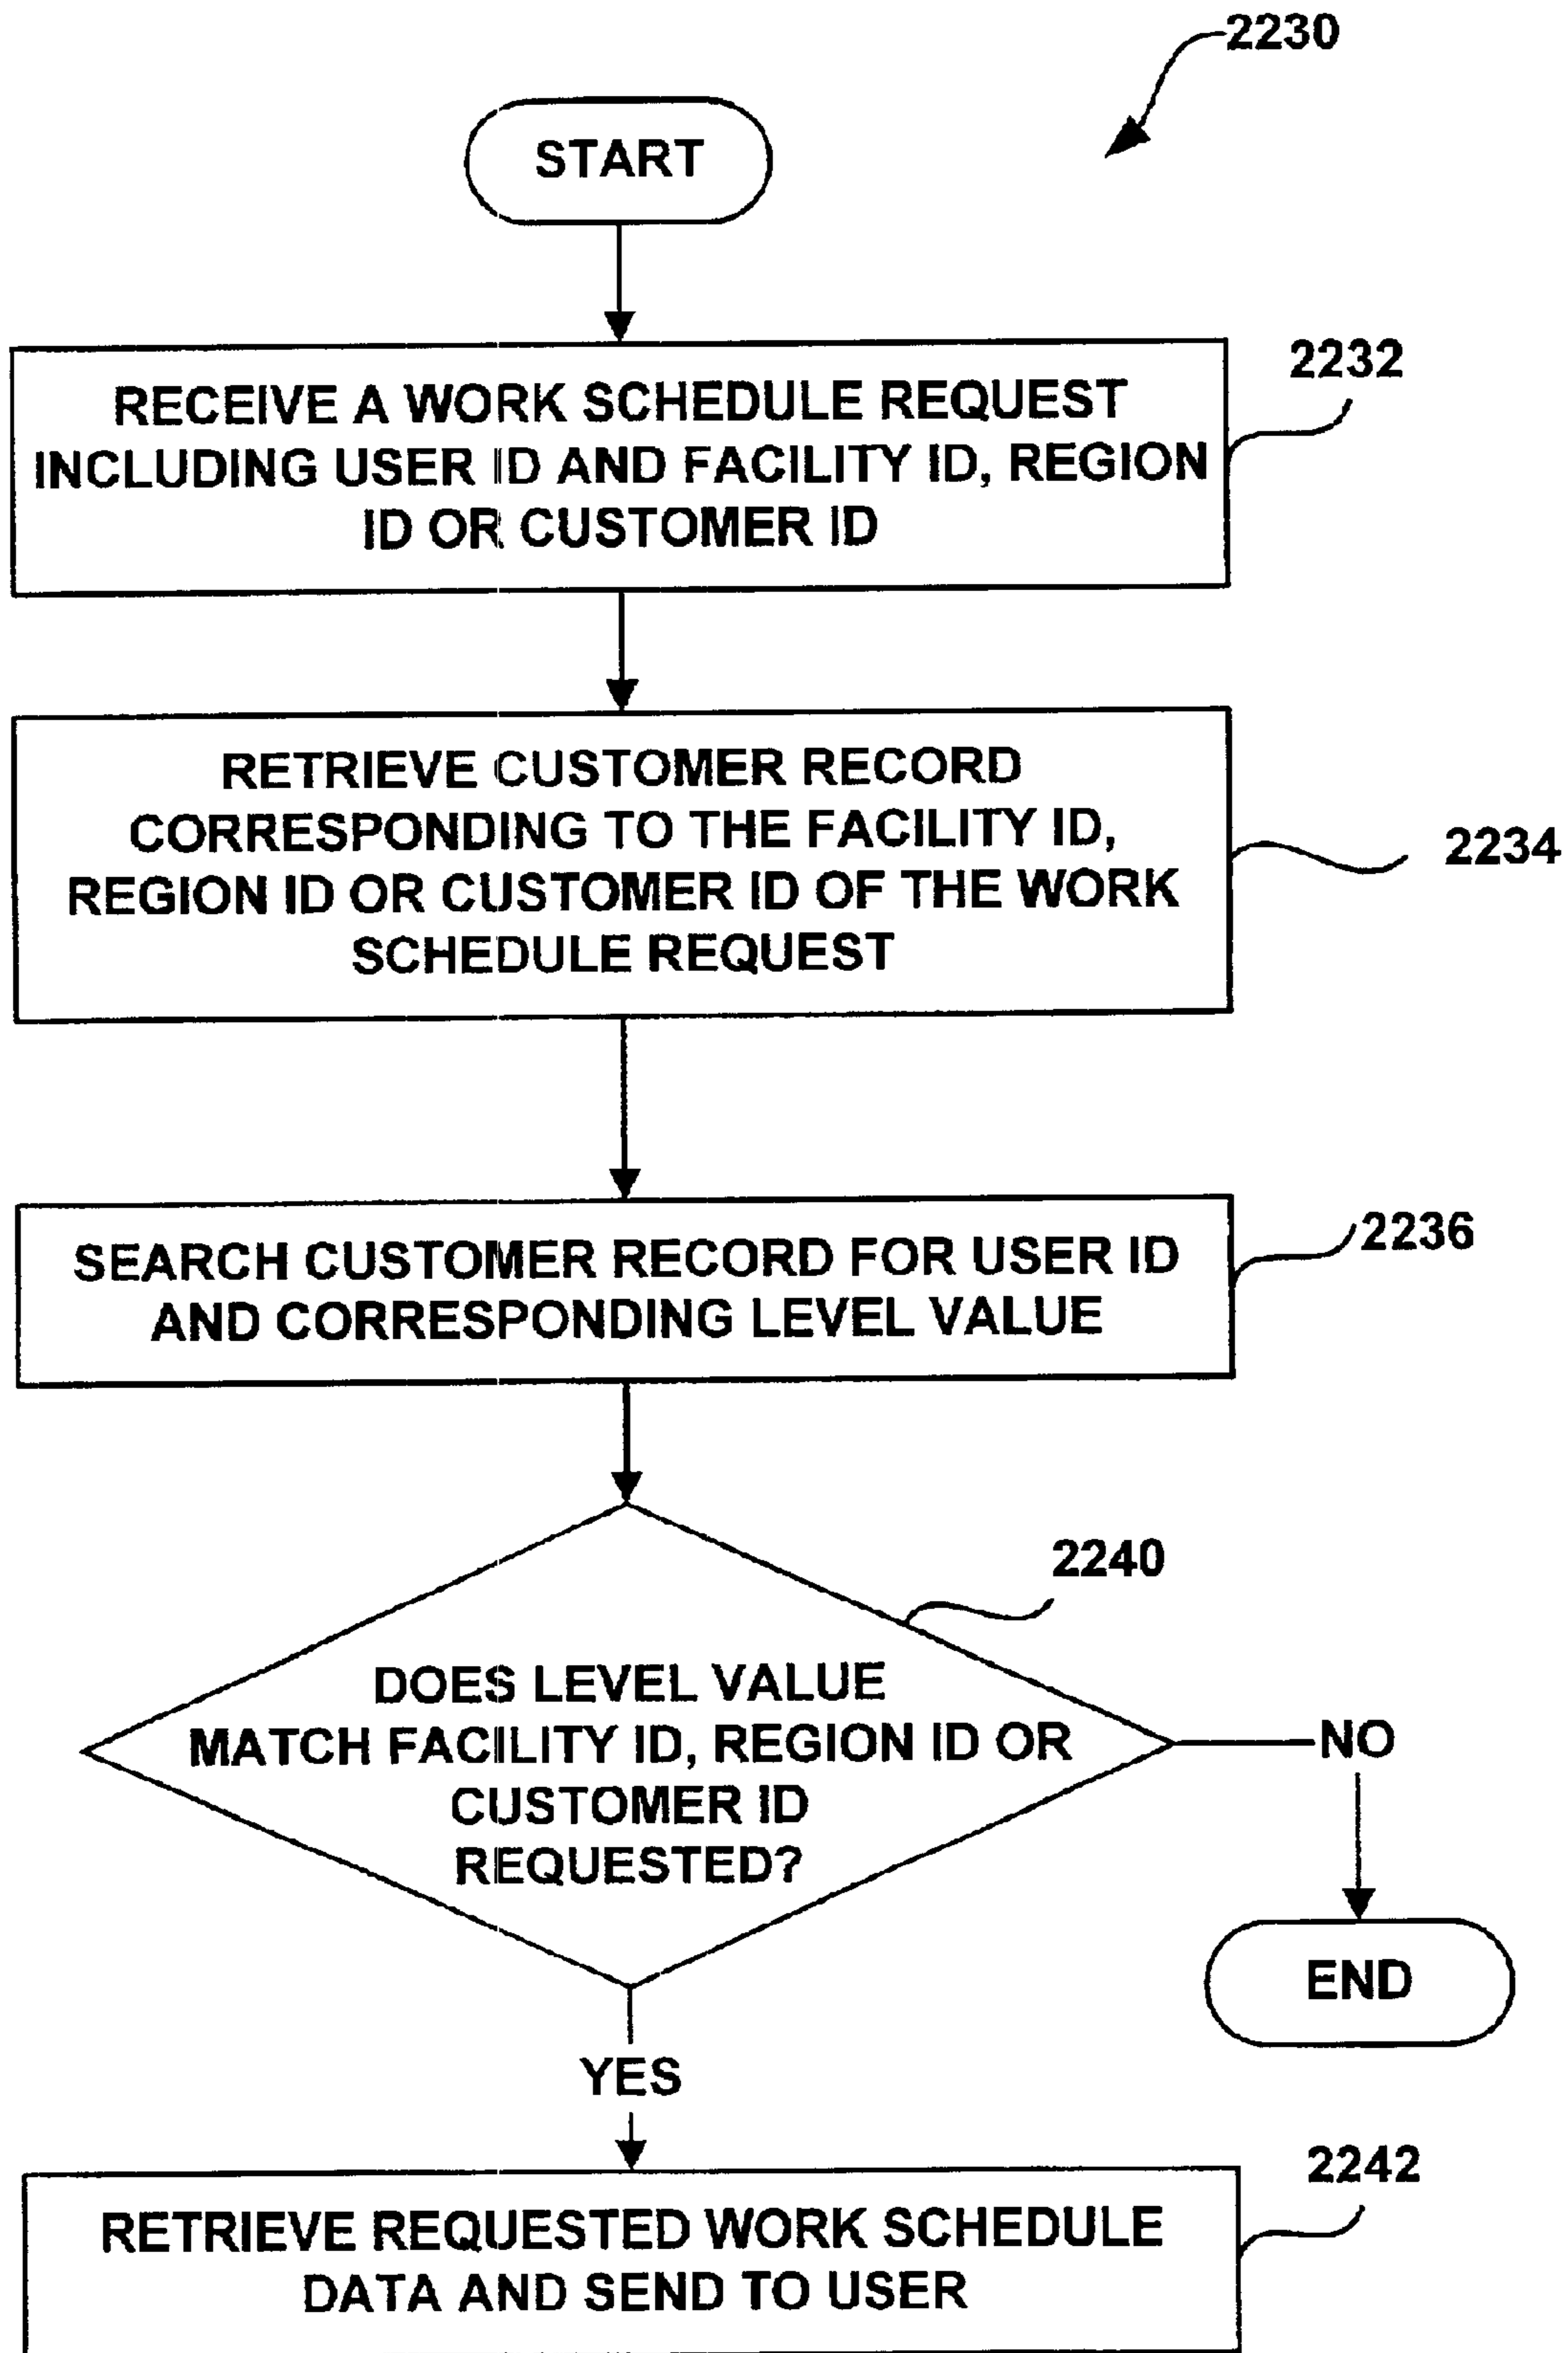 2230
START
2232
RECEIVE A WORK SCHEDULE REQUEST
INCLUDING USER ID AND FACILITY ID, REGION
ID OR CUSTOMER ID
RETRIEVE CUSTOMER RECORD
CORRESPONDING TO THE FACILITY ID,
2234
REGION ID OR CUSTOMER ID OF THE WORK
SCHEDULE REQUEST
2236
SEARCH CUSTOMER RECORD FOR USER ID
AND CORRESPONDING LEVEL VALUE
2240
DOES LEVEL VALUE
MATCH FACILITY ID, REGION ID OR
CUSTOMER ID
REQUESTED?
NO
END
YES
2242
RETRIEVE REQUESTED WORK SCHEDULE
DATA AND SEND TO USER